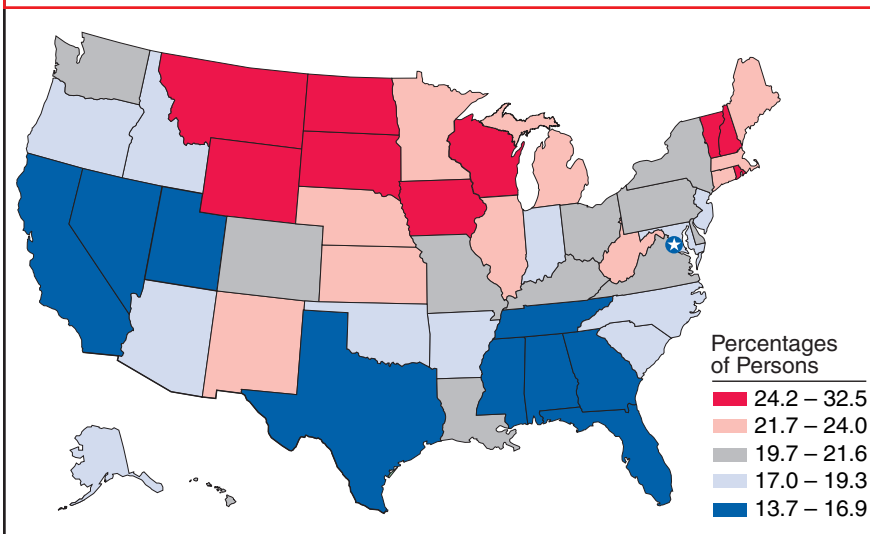 Percentages
of Persons
24.2 – 32.5
21.7 – 24.0
19.7 – 21.6
17.0 – 19.3
13.7 – 16.9